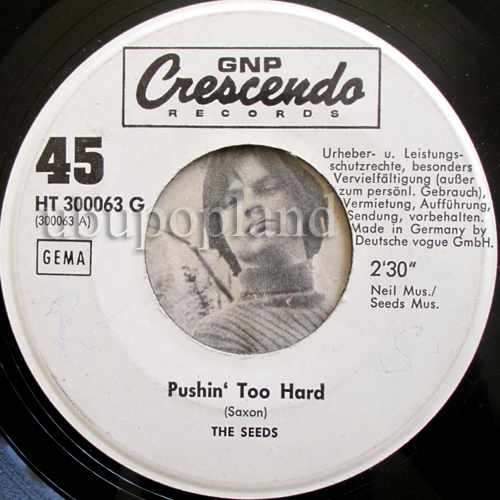 GNP
Crescendo
RECORDS
45
HT 300063 G
(300063 A)
GEMA
Urheber- u. Leistungs-
schutzrechte, besonders
Vervielfältigung (außer
zum persönl. Gebrauch),
Vermietung, Aufführung,
Sendung, vorbehalten.
Made in Germany by
Deutsche vogue GmbH.
2'30"
Neil Mus./
Seeds Mus.
Pushin' Too Hard
(Saxon)
THE SEEDS